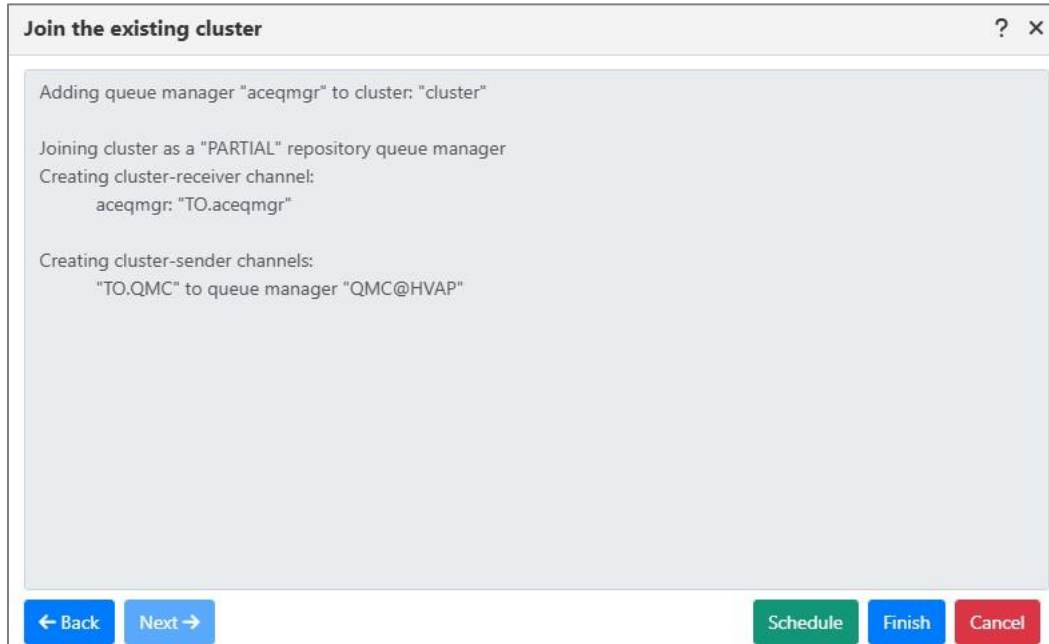 Join the existing cluster
? ×
Adding queue manager "aceqmgr" to cluster: "cluster"
Joining cluster as a "PARTIAL" repository queue manager
Creating cluster-receiver channel:
aceqmgr: "TO.aceqmgr"
Creating cluster-sender channels:
"TO.QMC" to queue manager "QMC@HVAP"
← Back Next → Schedule Finish Cancel